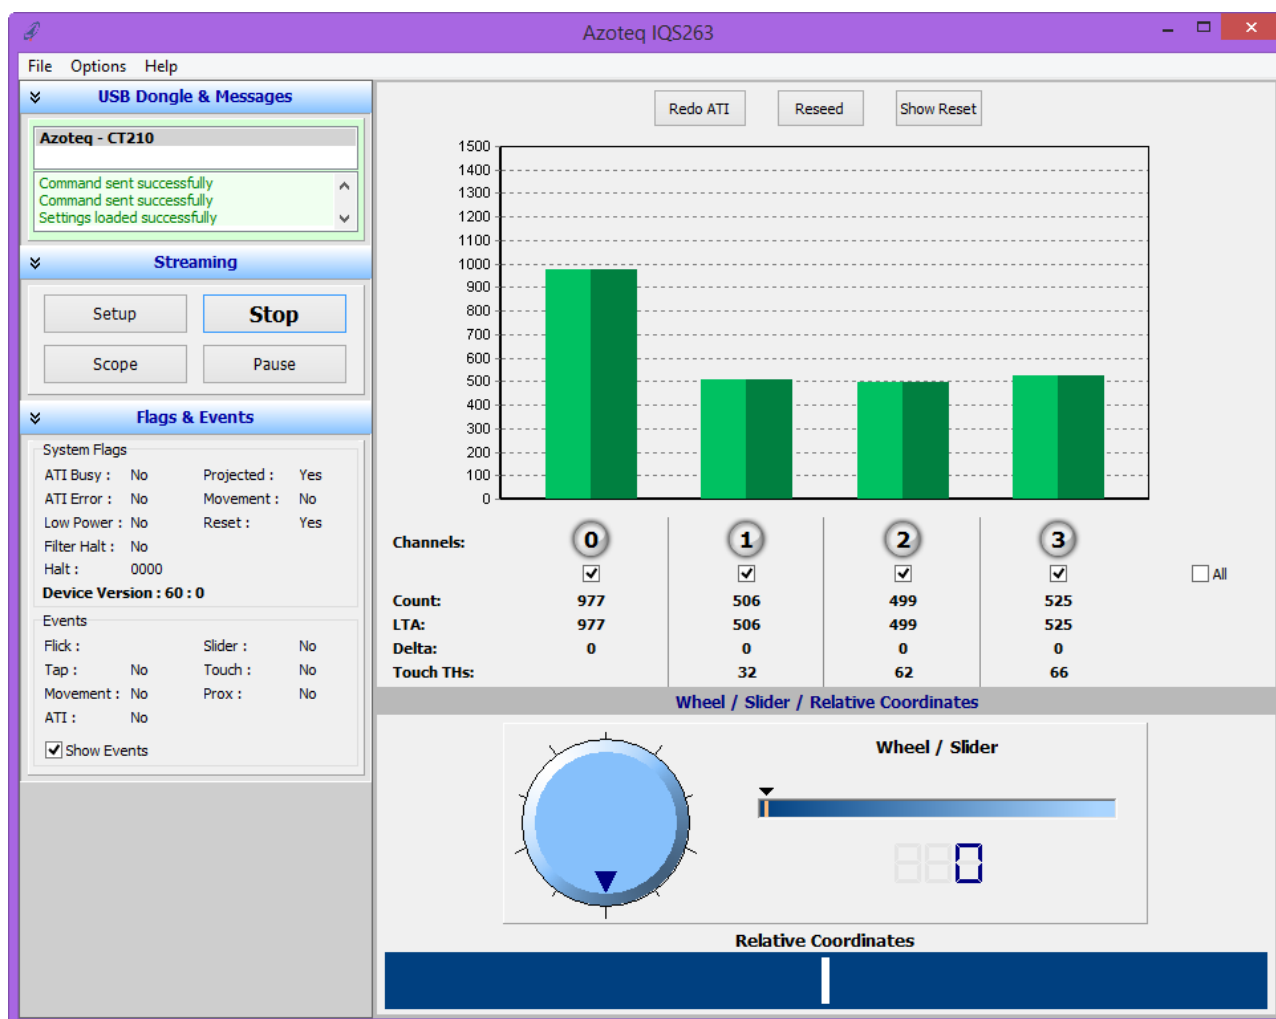 Azoteq IQS263
File Options Help
USB Dongle & Messages
Azoteq - CT210
Command sent successfully
Command sent successfully
Settings loaded successfully
Streaming
Setup Stop
Scope Pause
Flags & Events
System Flags
ATI Busy : No Projected : Yes
ATI Error : No Movement : No
Low Power : No Reset : Yes
Filter Halt : No
Halt : 0000
Device Version : 60 : 0
Events
Flick : Slider : No
Tap : No Touch : No
Movement : No Prox : No
ATI : No
Show Events
Redo ATI Reseed Show Reset
1500
1400
1300
1200
1100
1000
900
800
700
600
500
400
300
200
100
0
Channels: 0 1 2 3
All
Count: 977 506 499 525
LTA: 977 506 499 525
Delta: 0 0 0 0
Touch THs: 32 62 66
Wheel / Slider / Relative Coordinates
Wheel / Slider
0
Relative Coordinates